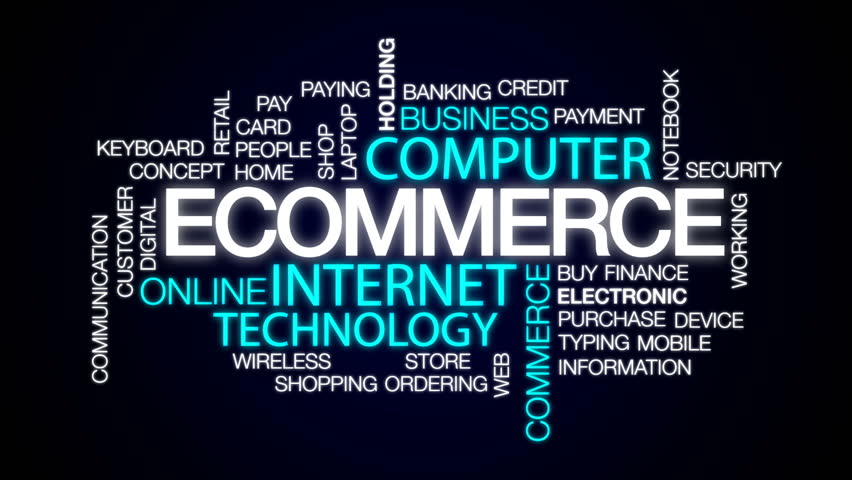 HOLDING
PAYING
BANKING
CREDIT
RETAIL
PAY
CARD
PEOPLE
HOME
SHOP
LAPTOP
BUSINESS
PAYMENT
NOTEBOOK
KEYBOARD
CONCEPT
COMPUTER
SECURITY
ECOMMERCE
COMMUNICATION
CUSTOMER
DIGITAL
WORKING
ONLINE
INTERNET
TECHNOLOGY
COMMERCE
BUY FINANCE
ELECTRONIC
PURCHASE DEVICE
TYPING MOBILE
INFORMATION
WIRELESS
STORE
WEB
SHOPPING ORDERING